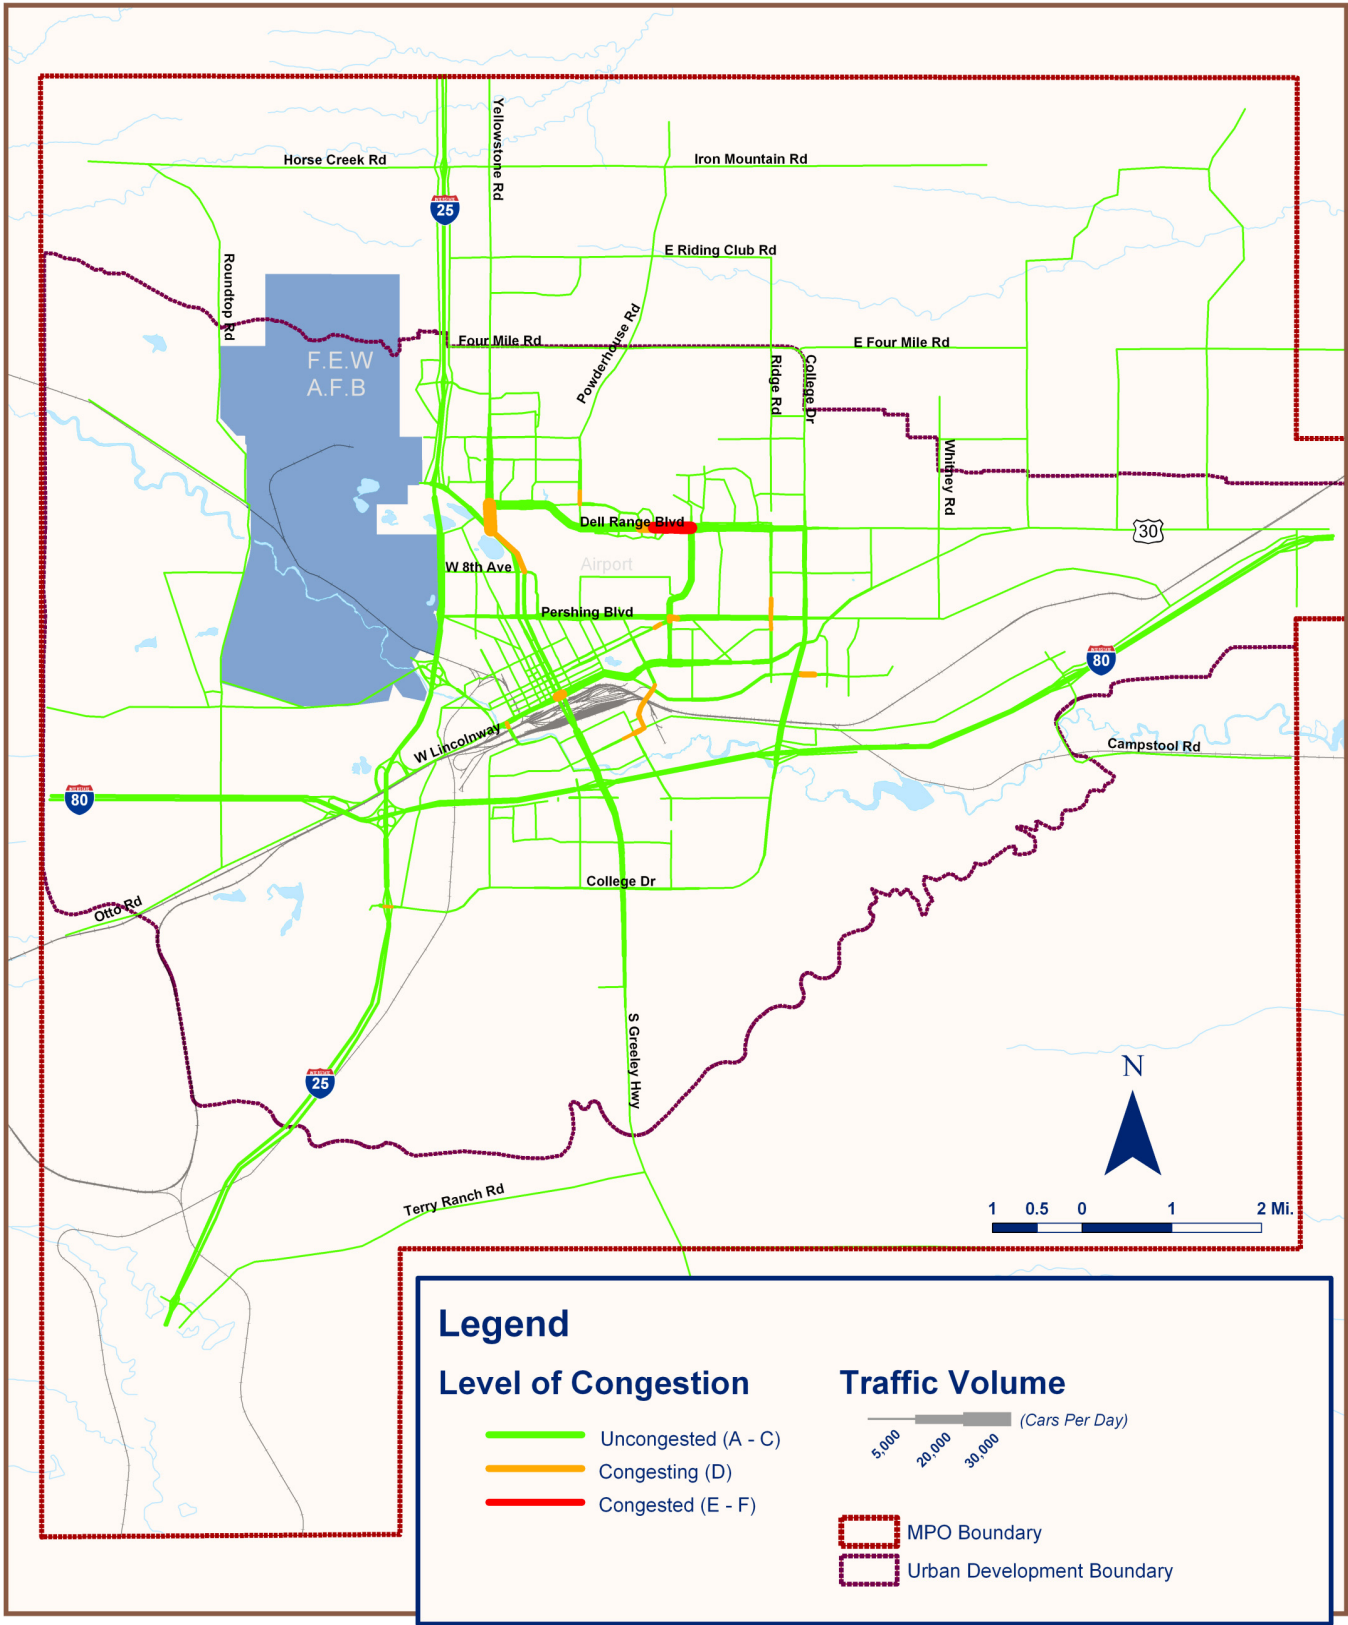 Yellowstone Rd
Horse Creek Rd
Iron Mountain Rd
INTERSTATE
25
E Riding Club Rd
Roundtop Rd
Powderhouse Rd
Four Mile Rd
E Four Mile Rd
F.E.W
A.F.B
Ridge Rd
College Dr
Whitney Rd
Dell Range Blvd
30
W 8th Ave
Airport
Pershing Blvd
INTERSTATE
80
W Lincolnway
Campstool Rd
INTERSTATE
80
College Dr
Otto Rd
S Greeley Hwy
INTERSTATE
25
N
Terry Ranch Rd
1 0.5 0 1 2 Mi.
Legend
Level of Congestion
Uncongested (A - C)
Congesting (D)
Congested (E - F)
Traffic Volume
(Cars Per Day)
5,000
20,000
30,000
MPO Boundary
Urban Development Boundary